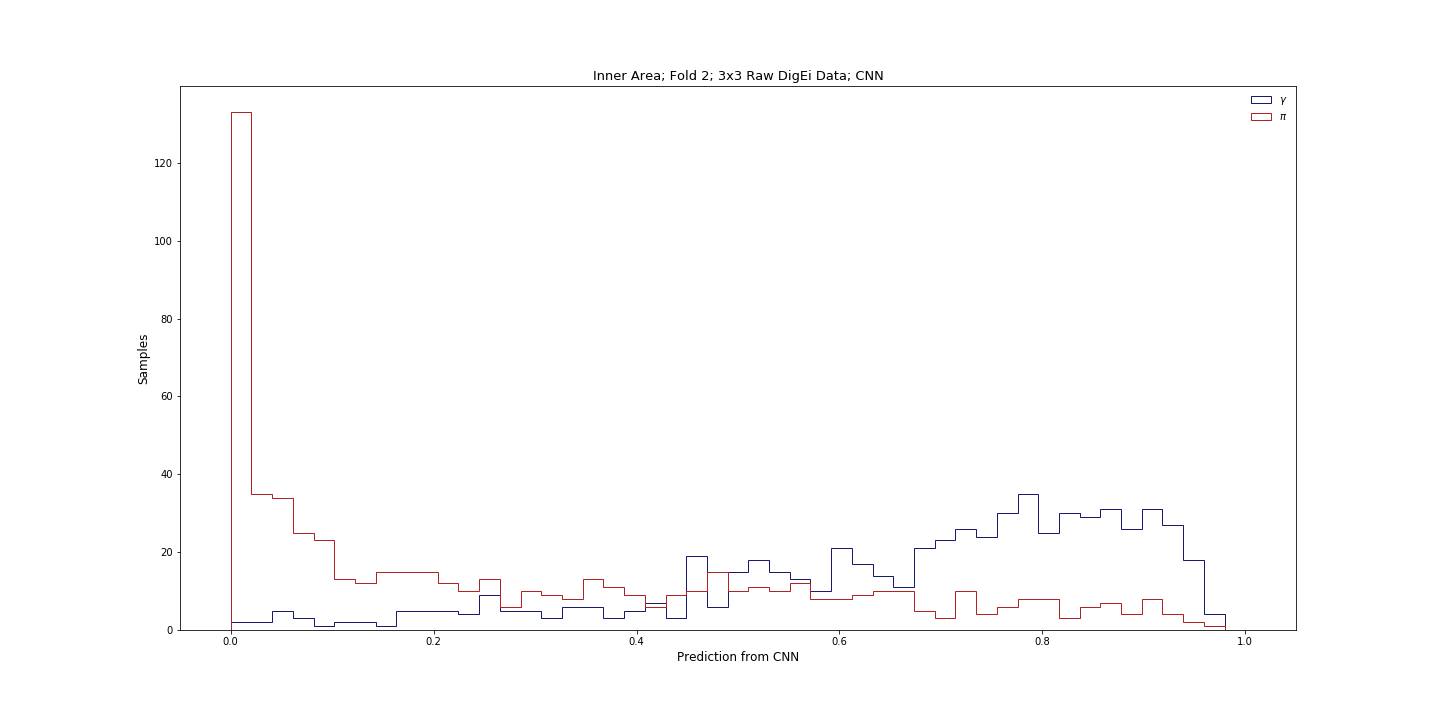 Inner Area; Fold 2; 3x3 Raw DigEi Data; CNN
γ
π
120
100
80
60
40
20
0
Samples
0.0 0.2 0.4 0.6 0.8 1.0
Prediction from CNN